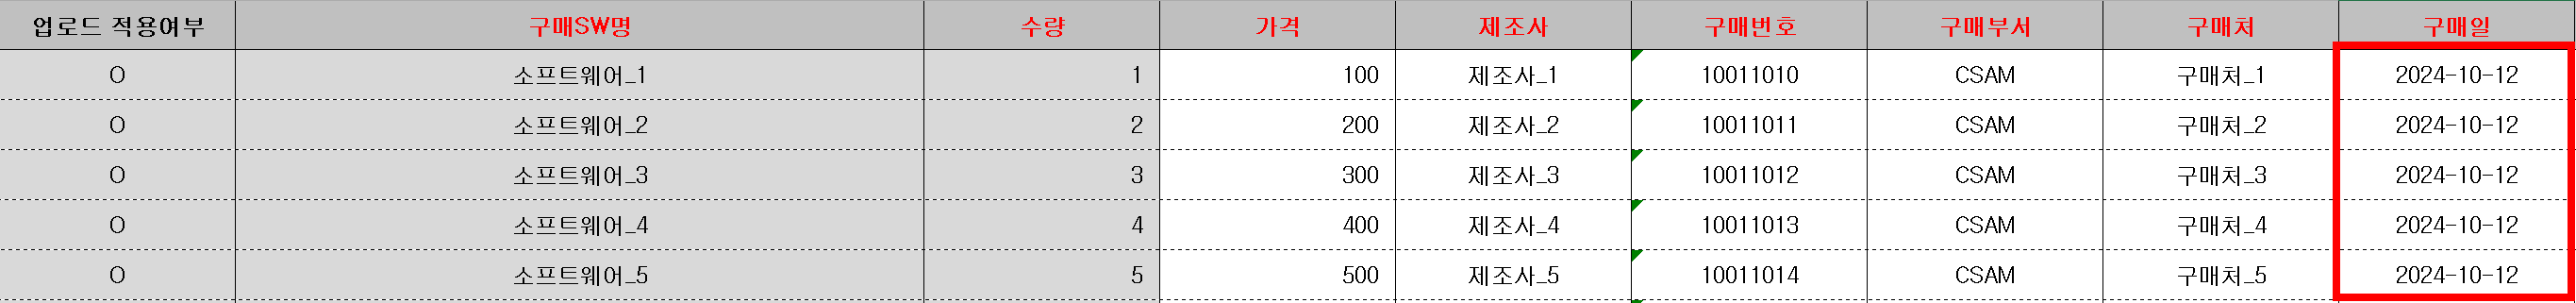 업로드 적용여부 구매SW명 수량 가격 제조사 구매번호 구매부서 구매처 구매일
O 소프트웨어_1 1 100 제조사_1 10011010 CSAM 구매처_1 2024-10-12
O 소프트웨어_2 2 200 제조사_2 10011011 CSAM 구매처_2 2024-10-12
O 소프트웨어_3 3 300 제조사_3 10011012 CSAM 구매처_3 2024-10-12
O 소프트웨어_4 4 400 제조사_4 10011013 CSAM 구매처_4 2024-10-12
O 소프트웨어_5 5 500 제조사_5 10011014 CSAM 구매처_5 2024-10-12